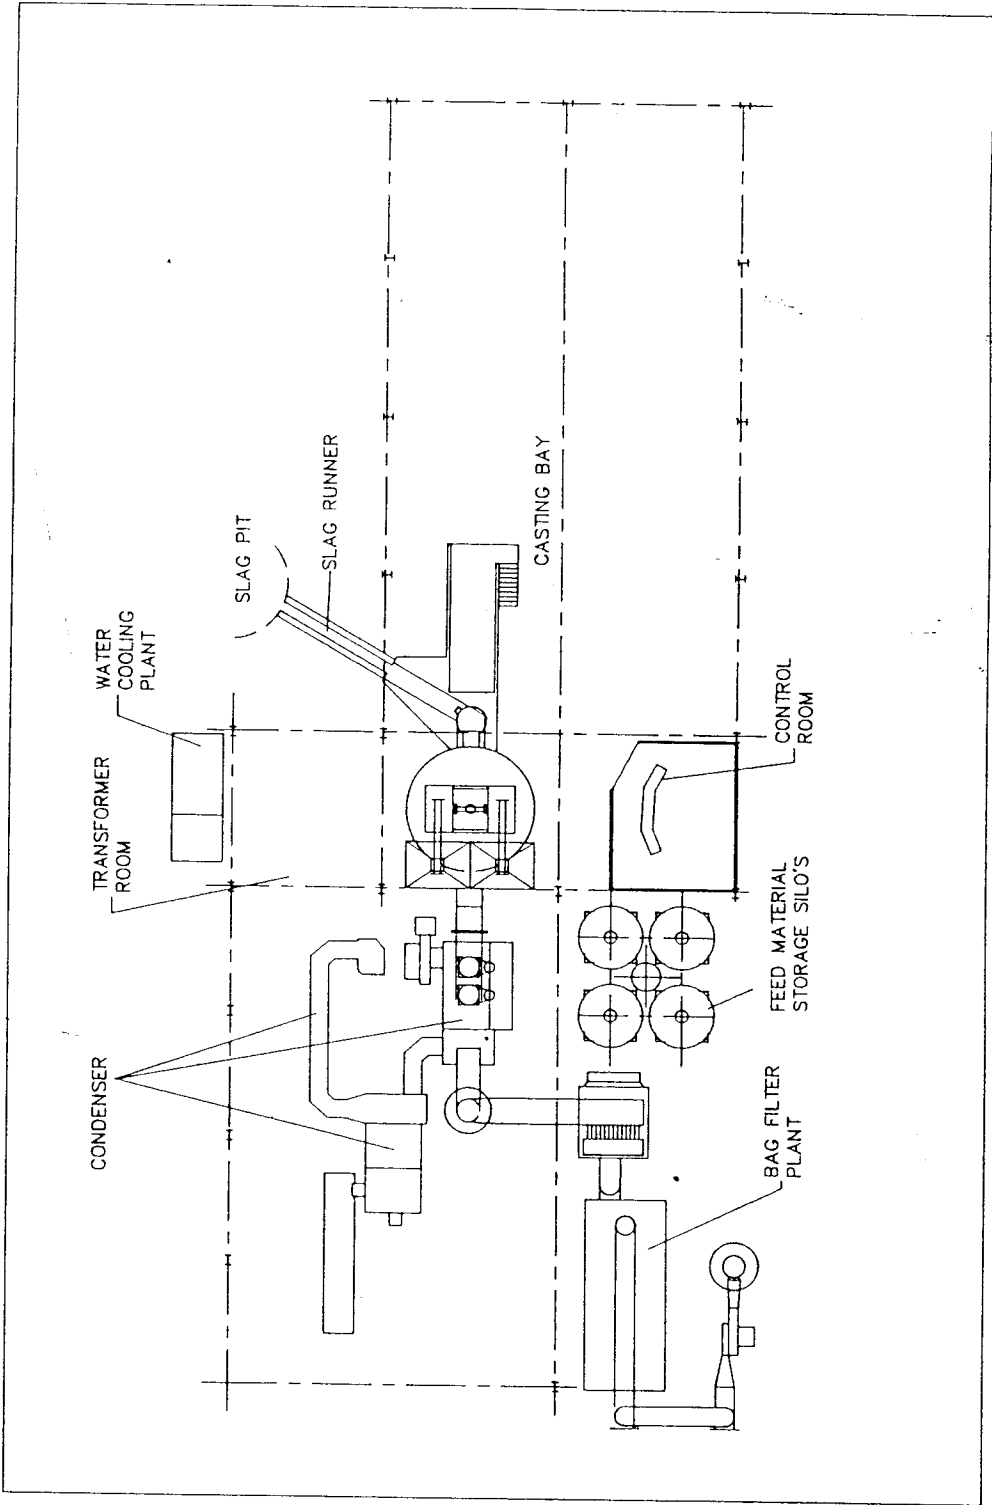 CONDENSER
TRANSFORMER
ROOM
WATER
COOLING
PLANT
SLAG PIT
SLAG RUNNER
CASTING BAY
BAG FILTER
PLANT
FEED MATERIAL
STORAGE SILO'S
CONTROL
ROOM